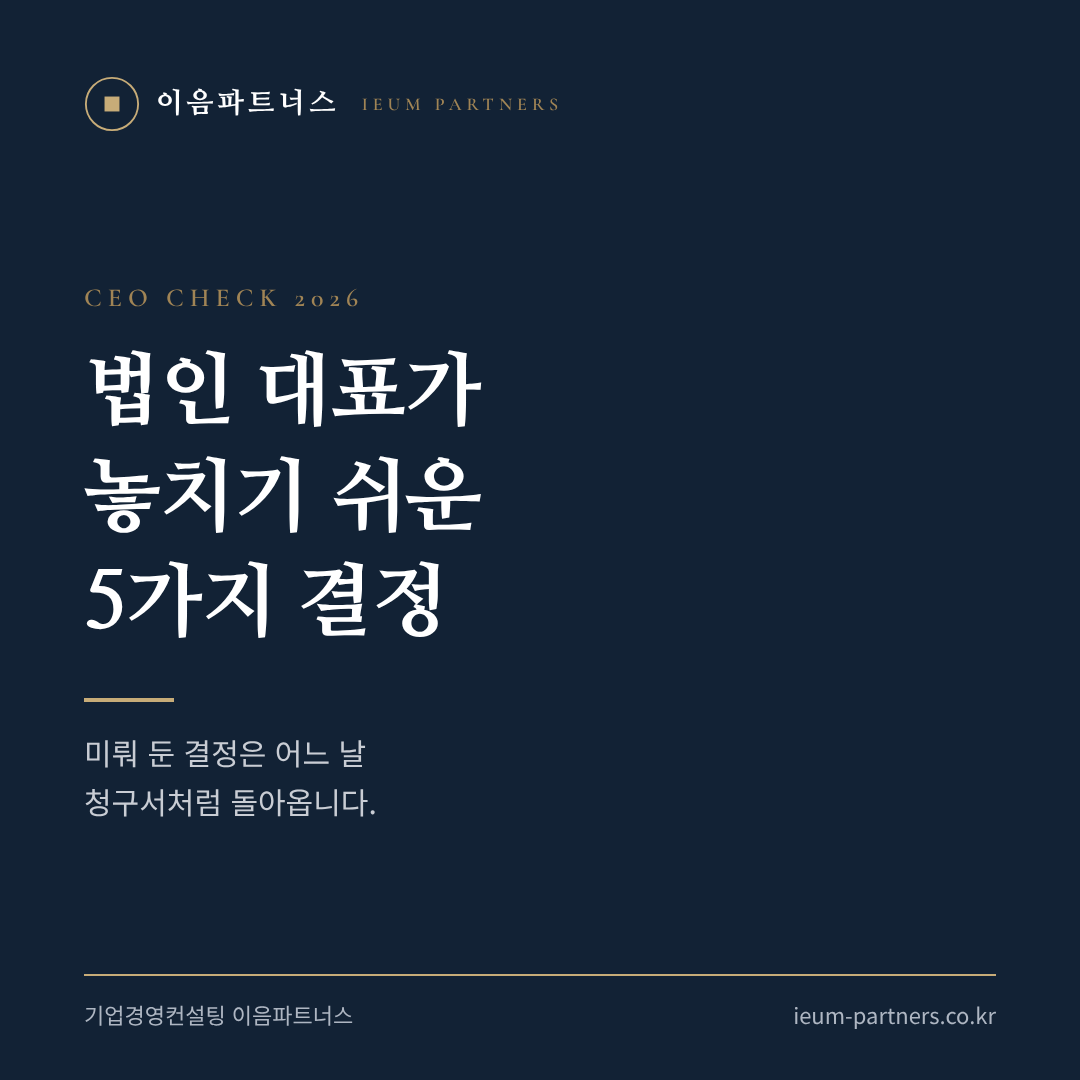 이음파트너스 IEUM PARTNERS
CEO CHECK 2026
법인 대표가
놓치기 쉬운
5가지 결정
미뤄 둔 결정은 어느 날
청구서처럼 돌아옵니다.
기업경영컨설팅 이음파트너스 ieum-partners.co.kr